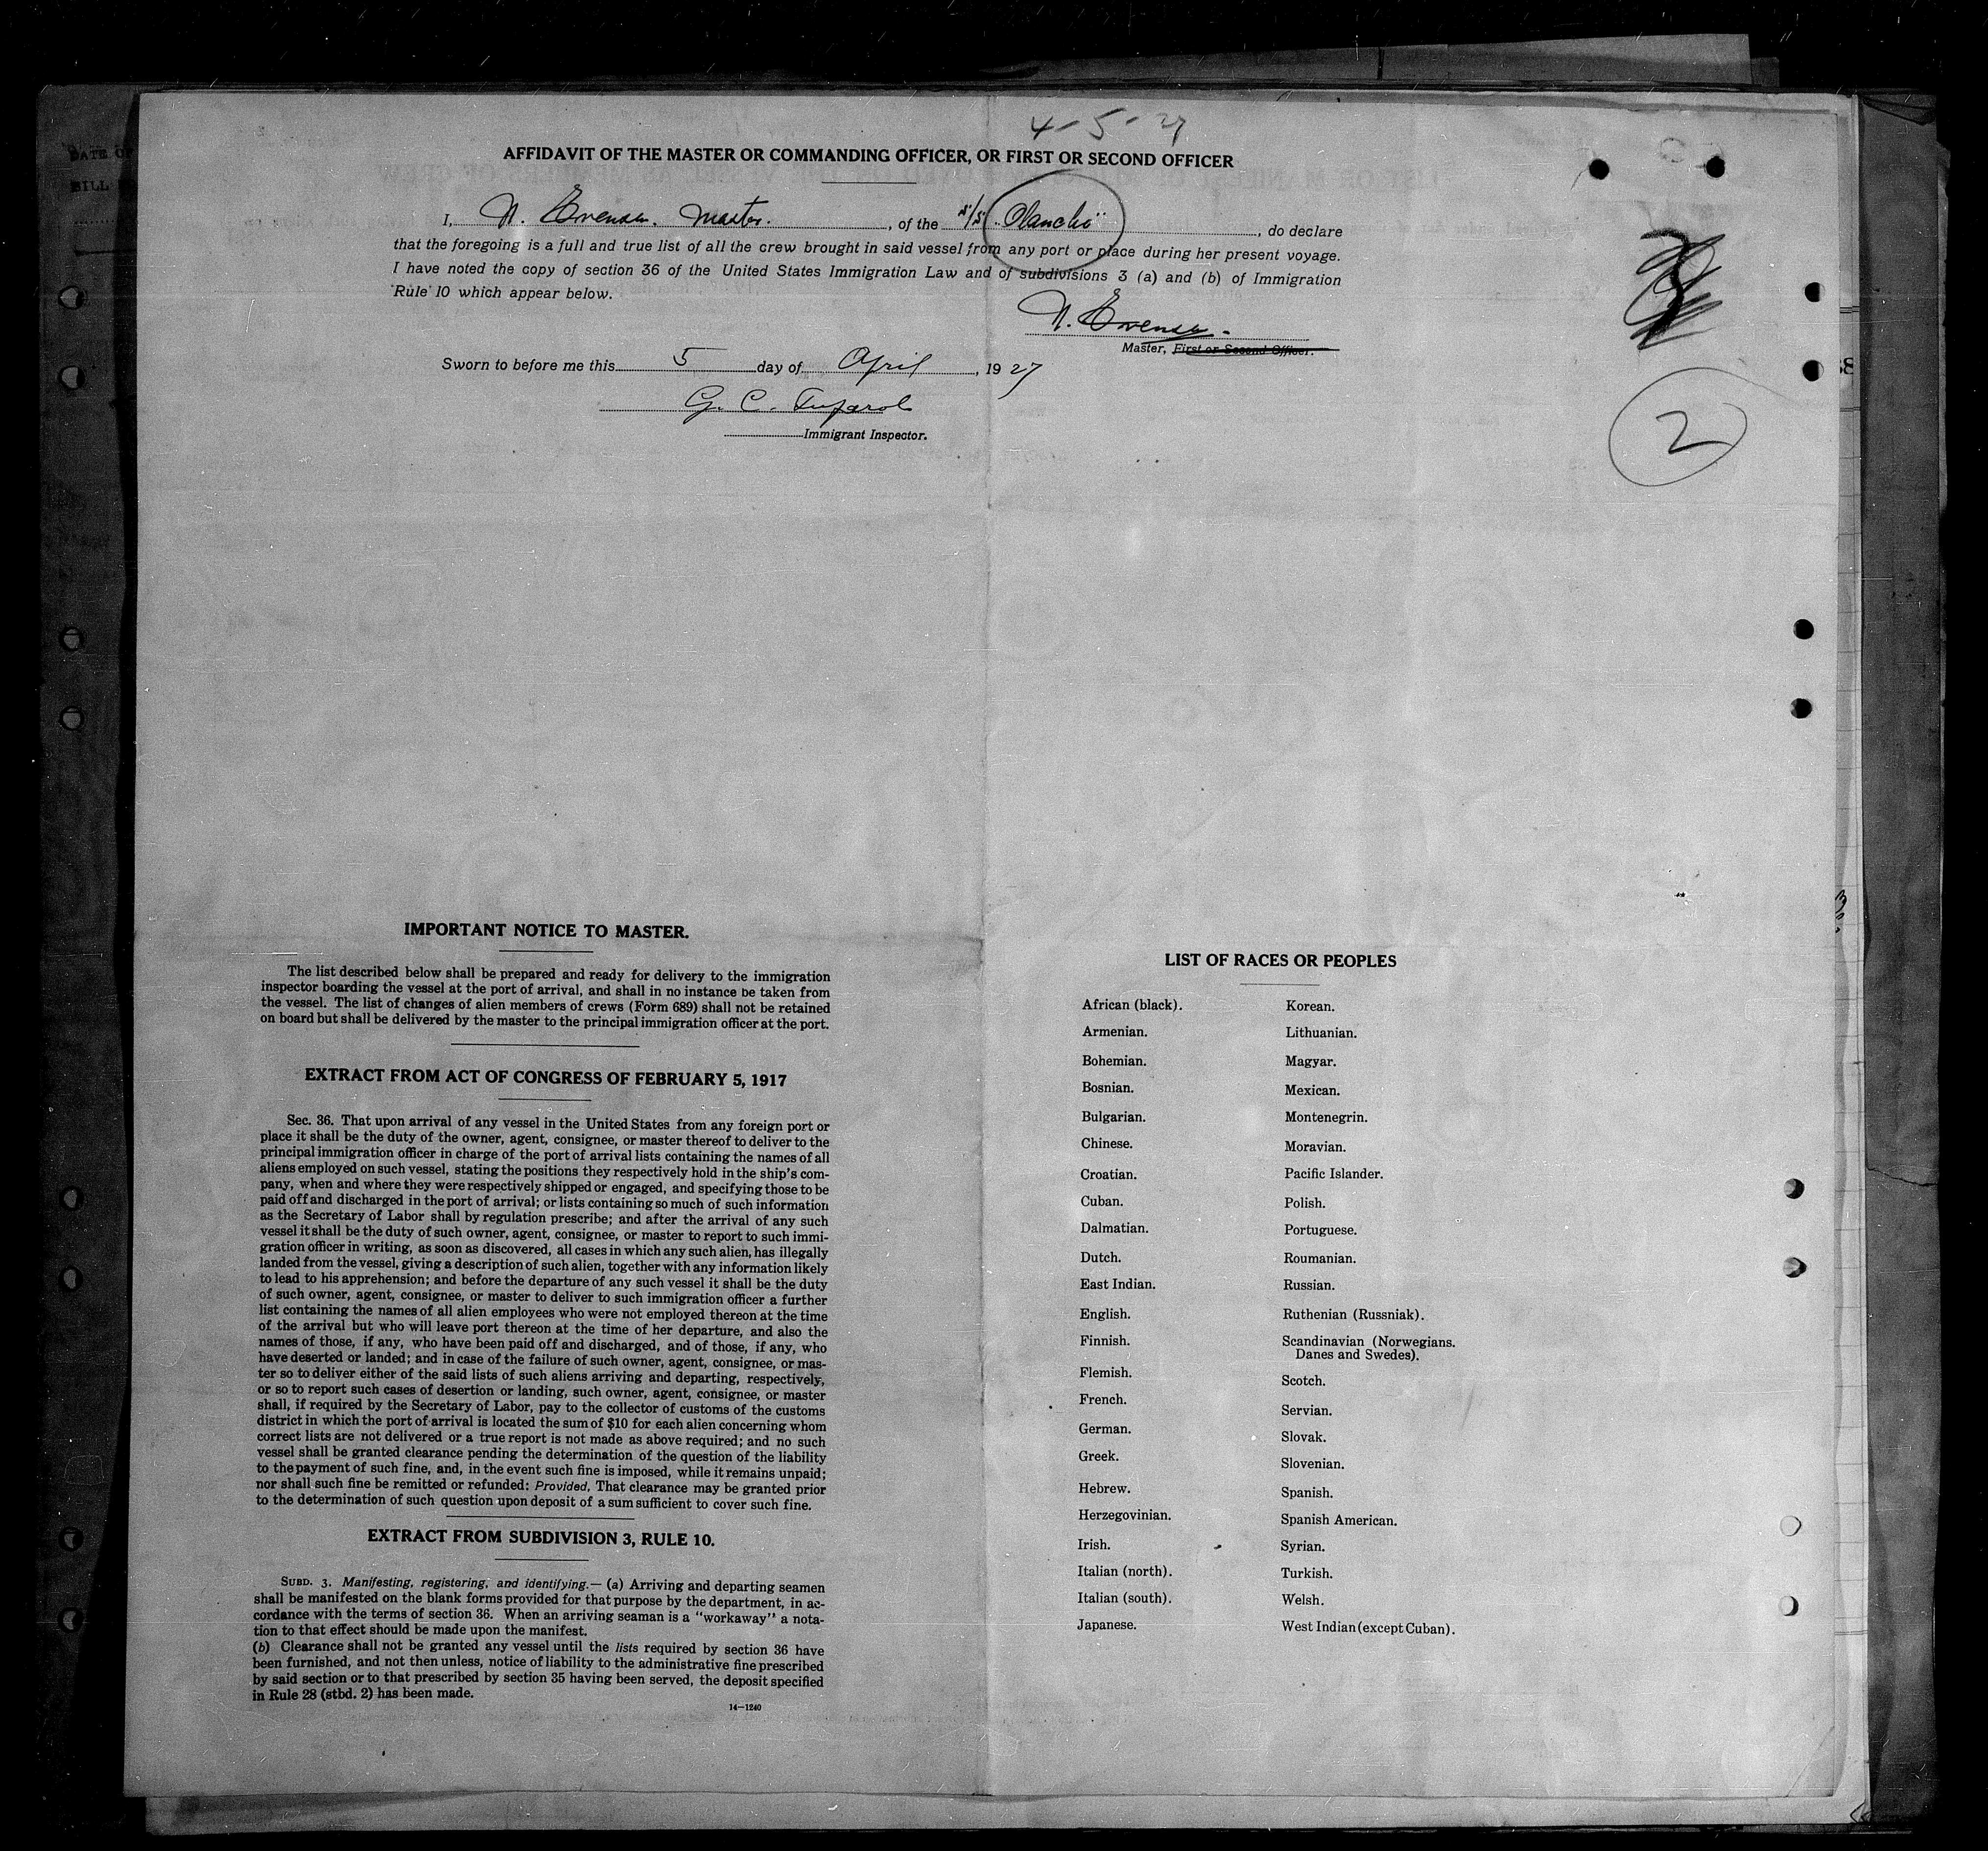 4-5-27
AFFIDAVIT OF THE MASTER OR COMMANDING OFFICER, OR FIRST OR SECOND OFFICER
I, N. Evensen. Master., of the S/S "Olancho", do declare
that the foregoing is a full and true list of all the crew brought in said vessel from any port or place during her present voyage.
I have noted the copy of section 36 of the United States Immigration Law and of subdivisions 3 (a) and (b) of Immigration
Rule 10 which appear below.
N. Evensen.
Master, First or Second Officer.
Sworn to before me this 5 day of April, 1927
G. C.
Immigrant Inspector.
2
DATE OF
BILL
IMPORTANT NOTICE TO MASTER.
The list described below shall be prepared and ready for delivery to the immigration
inspector boarding the vessel at the port of arrival, and shall in no instance be taken from
the vessel. The list of changes of alien members of crews (Form 689) shall not be retained
on board but shall be delivered by the master to the principal immigration officer at the port.
EXTRACT FROM ACT OF CONGRESS OF FEBRUARY 5, 1917
Sec. 36. That upon arrival of any vessel in the United States from any foreign port or
place it shall be the duty of the owner, agent, consignee, or master thereof to deliver to the
principal immigration officer in charge of the port of arrival lists containing the names of all
aliens employed on such vessel, stating the positions they respectively hold in the ship's com-
pany, when and where they were respectively shipped or engaged, and specifying those to be
paid off and discharged in the port of arrival; or lists containing so much of such information
as the Secretary of Labor shall by regulation prescribe; and after the arrival of any such
vessel it shall be the duty of such owner, agent, consignee, or master to report to such immi-
gration officer in writing, as soon as discovered, all cases in which any such alien, has illegally
landed from the vessel, giving a description of such alien, together with any information likely
to lead to his apprehension; and before the departure of any such vessel it shall be the duty
of such owner, agent, consignee, or master to deliver to such immigration officer a further
list containing the names of all alien employees who were not employed thereon at the time
of the arrival but who will leave port thereon at the time of her departure, and also the
names of those, if any, who have been paid off and discharged, and of those, if any, who
have deserted or landed; and in case of the failure of such owner, agent, consignee, or mas-
ter so to deliver either of the said lists of such aliens arriving and departing, respectively,
or so to report such cases of desertion or landing, such owner, agent, consignee, or master
shall, if required by the Secretary of Labor, pay to the collector of customs of the customs
district in which the port of arrival is located the sum of $10 for each alien concerning whom
correct lists are not delivered or a true report is not made as above required; and no such
vessel shall be granted clearance pending the determination of the question of the liability
to the payment of such fine, and, in the event such fine is imposed, while it remains unpaid;
nor shall such fine be remitted or refunded: Provided, That clearance may be granted prior
to the determination of such question upon deposit of a sum sufficient to cover such fine.
EXTRACT FROM SUBDIVISION 3, RULE 10.
SUBD. 3. Manifesting, registering, and identifying.— (a) Arriving and departing seamen
shall be manifested on the blank forms provided for that purpose by the department, in ac-
cordance with the terms of section 36. When an arriving seaman is a "workaway" a nota-
tion to that effect should be made upon the manifest.
(b) Clearance shall not be granted any vessel until the lists required by section 36 have
been furnished, and not then unless, notice of liability to the administrative fine prescribed
by said section or to that prescribed by section 35 having been served, the deposit specified
in Rule 28 (stbd. 2) has been made.
14—1240
LIST OF RACES OR PEOPLES
African (black).
Armenian.
Bohemian.
Bosnian.
Bulgarian.
Chinese.
Croatian.
Cuban.
Dalmatian.
Dutch.
East Indian.
English.
Finnish.
Flemish.
French.
German.
Greek.
Hebrew.
Herzegovinian.
Irish.
Italian (north).
Italian (south).
Japanese.
Korean.
Lithuanian.
Magyar.
Mexican.
Montenegrin.
Moravian.
Pacific Islander.
Polish.
Portuguese.
Roumanian.
Russian.
Ruthenian (Russniak).
Scandinavian (Norwegians.
Danes and Swedes).
Scotch.
Servian.
Slovak.
Slovenian.
Spanish.
Spanish American.
Syrian.
Turkish.
Welsh.
West Indian (except Cuban).